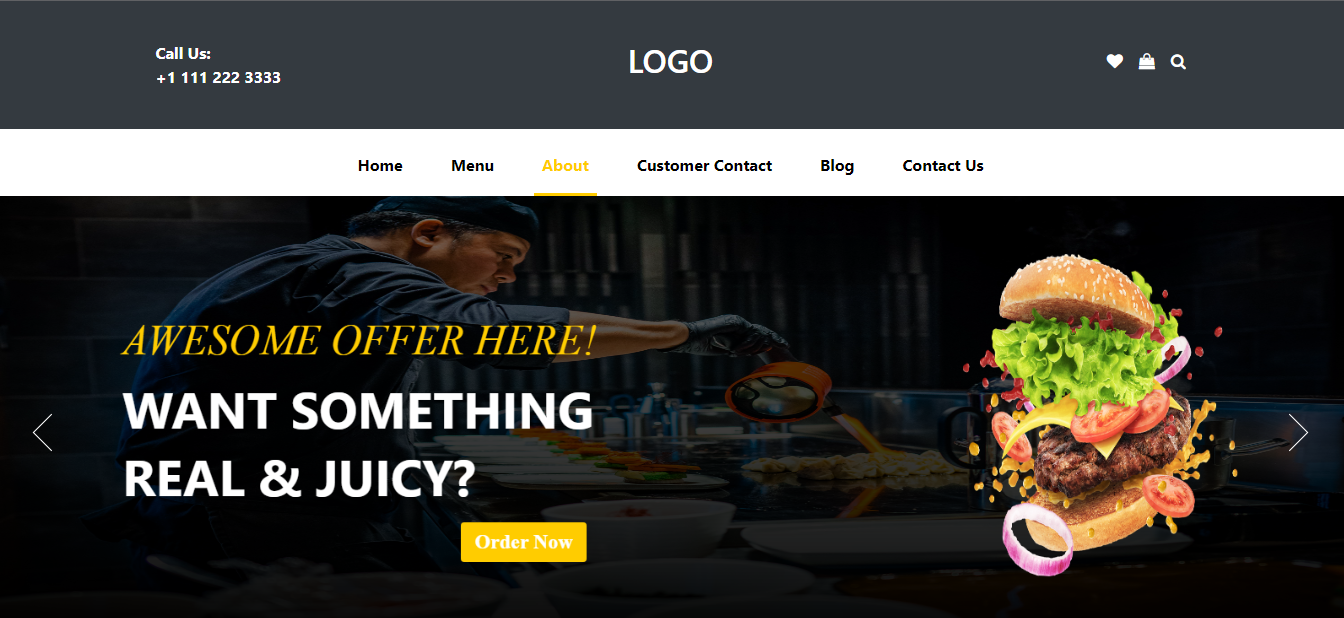 Call Us:
+1 111 222 3333
LOGO
Home Menu About Customer Contact Blog Contact Us
AWESOME OFFER HERE!
WANT SOMETHING
REAL & JUICY?
Order Now